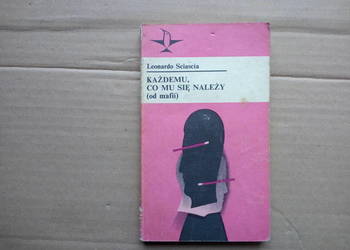 Leonardo Sciascia
KAŻDEMU,
CO MU SIĘ NALEŻY
(od mafii)